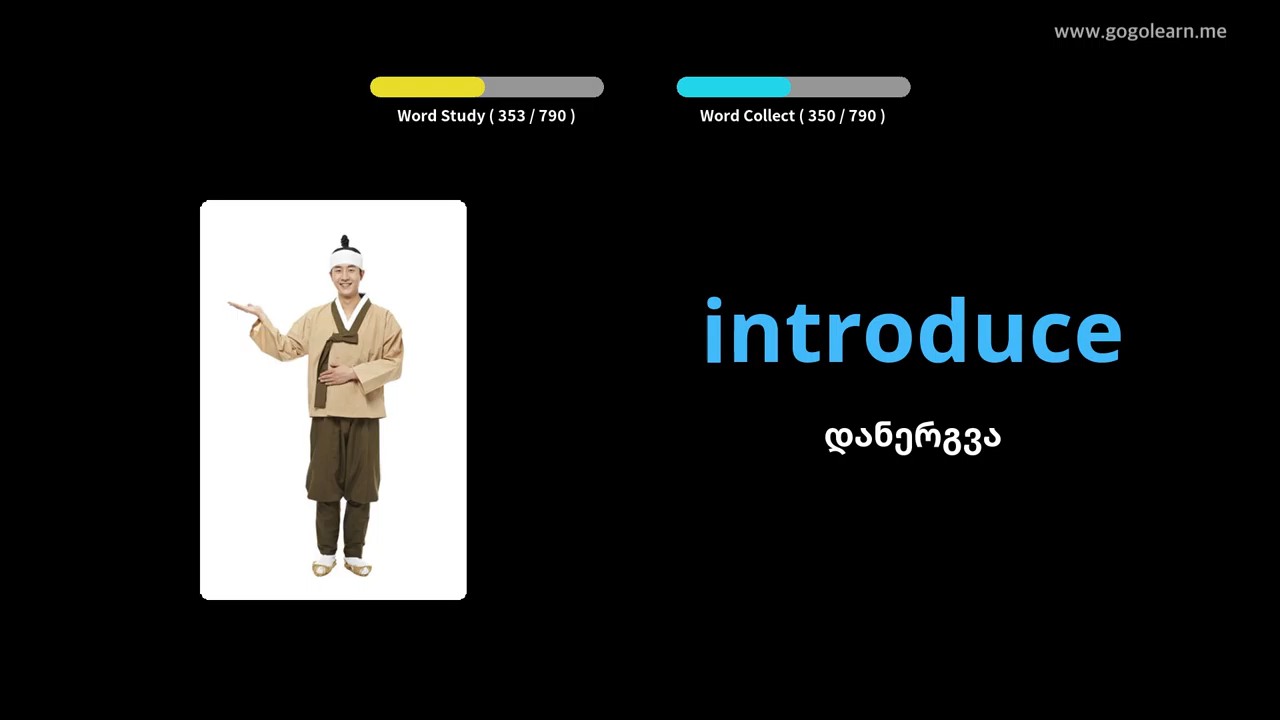 www.gogolearn.me
Word Study ( 353 / 790 )
Word Collect ( 350 / 790 )
introduce
დანერგვა